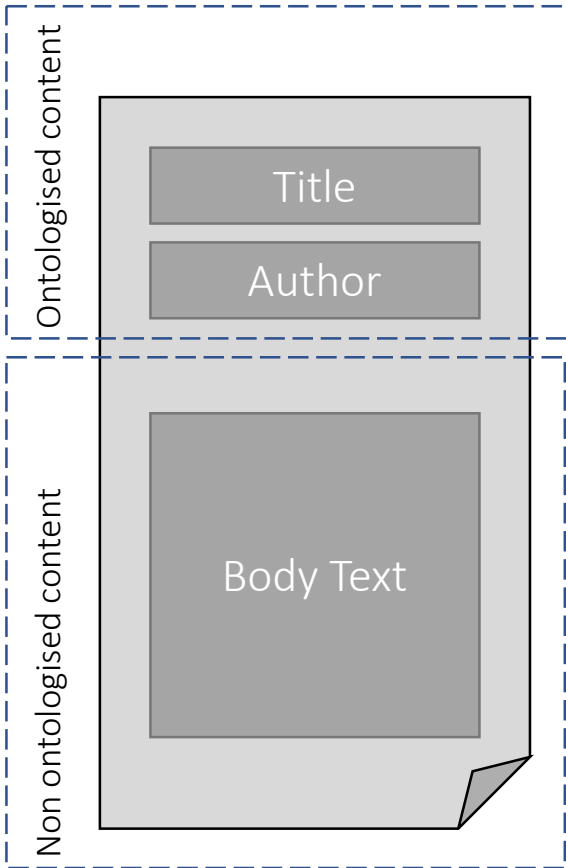 Ontologised content
Title
Author
Non ontologised content
Body Text